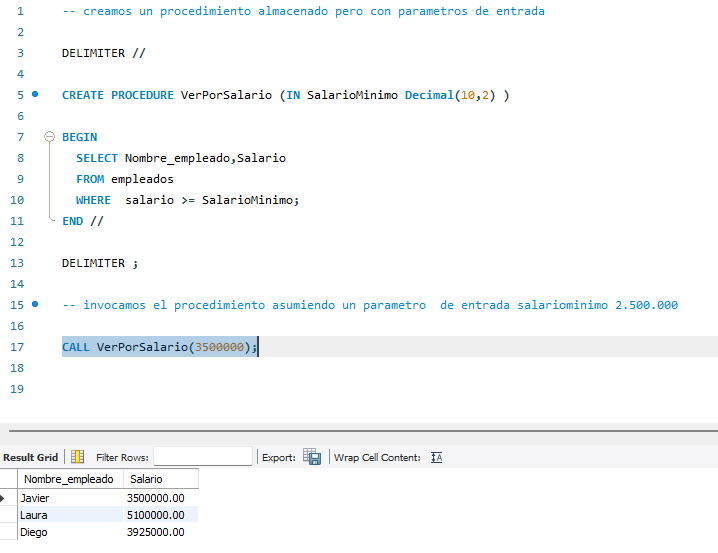 1 -- creamos un procedimiento almacenado pero con parametros de entrada
2
3 DELIMITER //
4
5 CREATE PROCEDURE VerPorSalario (IN SalarioMinimo Decimal(10,2) )
6
7 BEGIN
8 SELECT Nombre_empleado,Salario
9 FROM empleados
10 WHERE  salario >= SalarioMinimo;
11 END //
12
13 DELIMITER ;
14
15 -- invocamos el procedimiento asumiendo un parametro  de entrada salariominimo 2.500.000
16
17 CALL VerPorSalario(3500000);
18
19
Result Grid Filter Rows: Export: Wrap Cell Content: IA
Nombre_empleado Salario
Javier 3500000.00
Laura 5100000.00
Diego 3925000.00